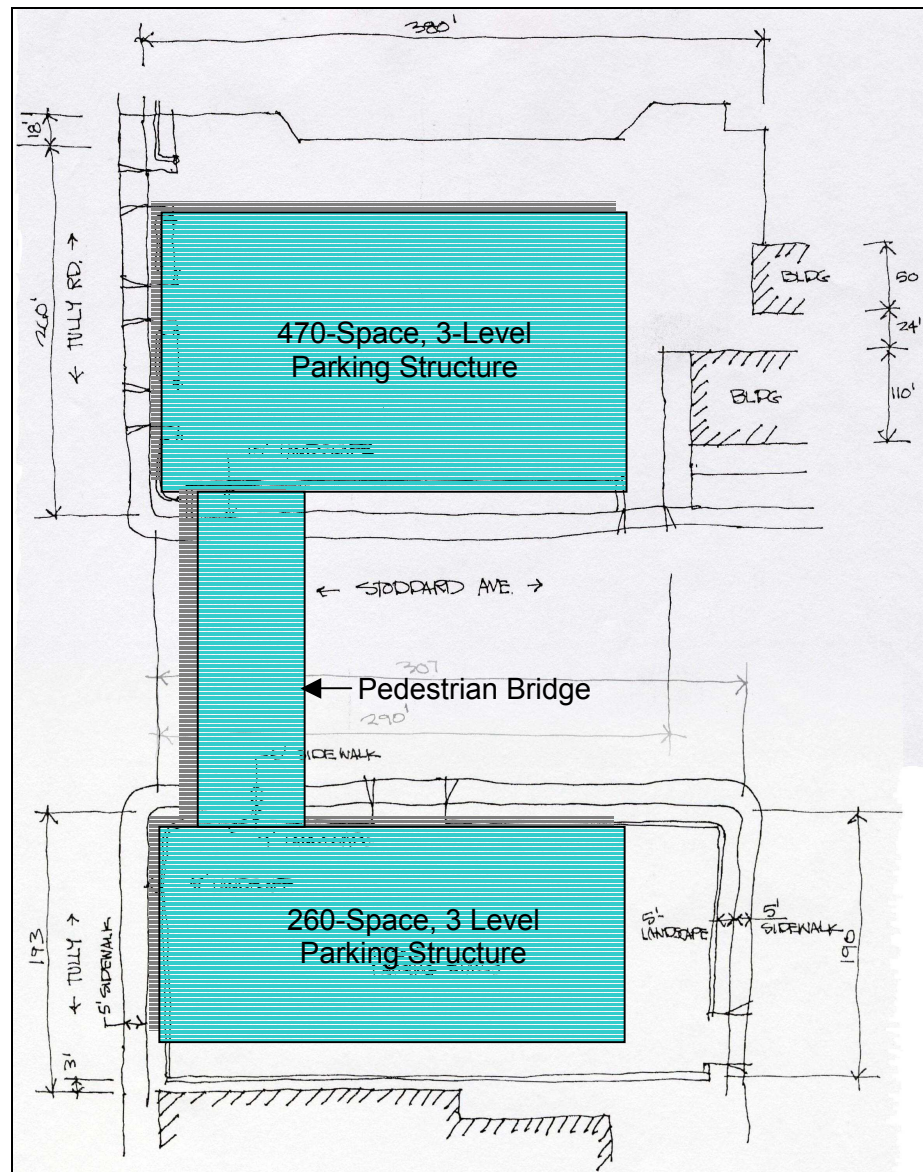 380'
18'
260'
← TULLY RD. →
BLDG
50
24'
BLDG
110'
470-Space, 3-Level
Parking Structure
← STODDARD AVE. →
307
Pedestrian Bridge
290'
SIDEWALK
193
← TULLY →
5' SIDEWALK
3'
260-Space, 3 Level
Parking Structure
5'
LANDSCAPE
5'
SIDEWALK
190